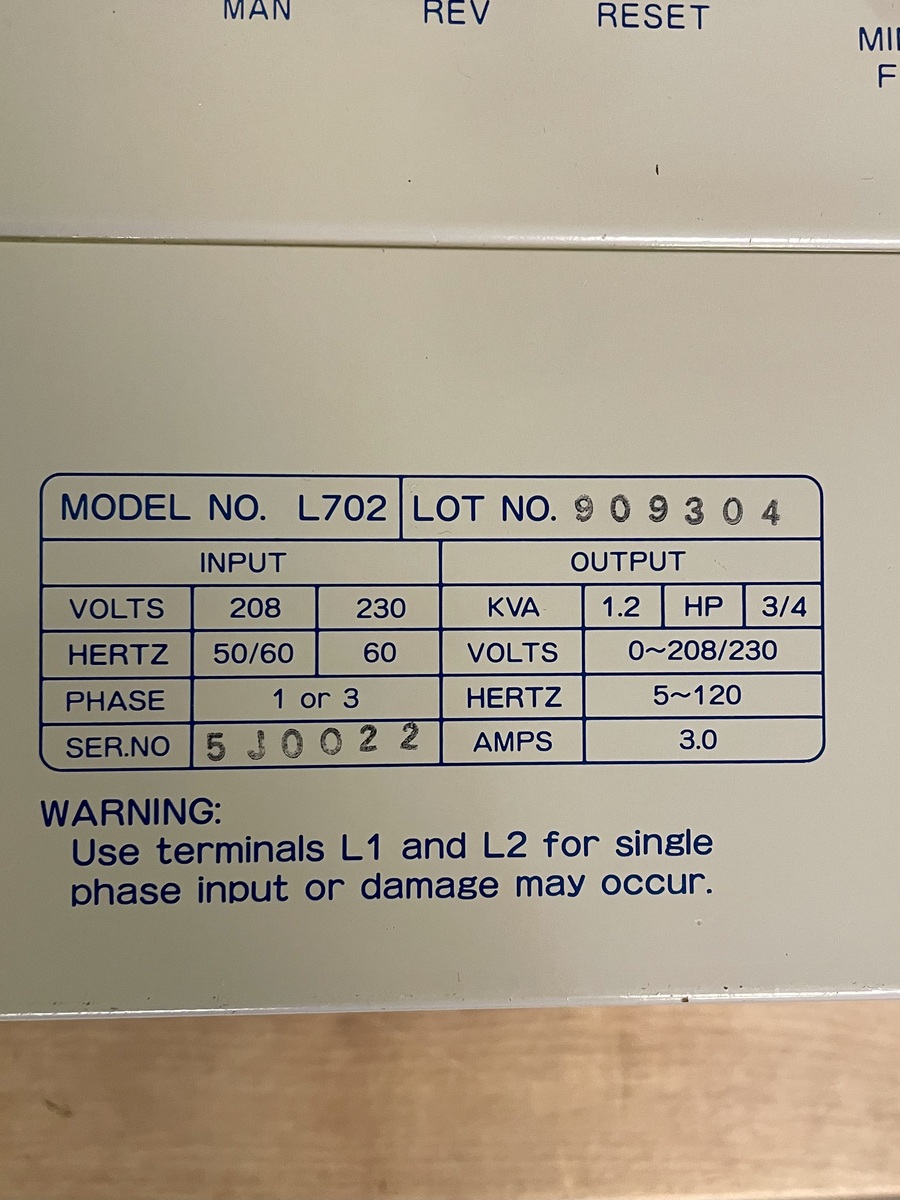 MAN REV RESET
MODEL NO. L702 LOT NO. 909304
INPUT OUTPUT
VOLTS 208 230 KVA 1.2 HP 3/4
HERTZ 50/60 60 VOLTS 0~208/230
PHASE 1 or 3 HERTZ 5~120
SER.NO 5J0022 AMPS 3.0
WARNING:
Use terminals L1 and L2 for single
phase input or damage may occur.